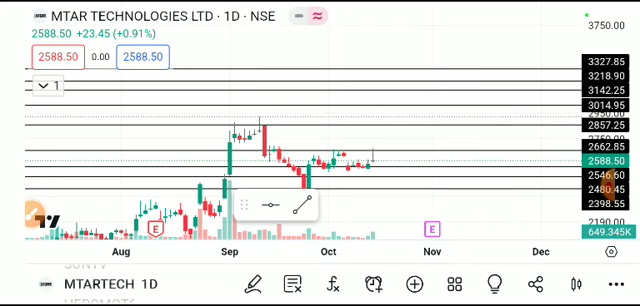 MTAR TECHNOLOGIES LTD · 1D · NSE
2588.50 +23.45 (+0.91%)
2588.50 0.00 2588.50
1
3750.00
3327.85
3218.90
3142.25
3014.95
2857.25
2662.85
2588.50
2546.60
2480.45
2398.55
2190.00
649.345K
E E
Aug Sep Oct Nov Dec
MTARTECH 1D